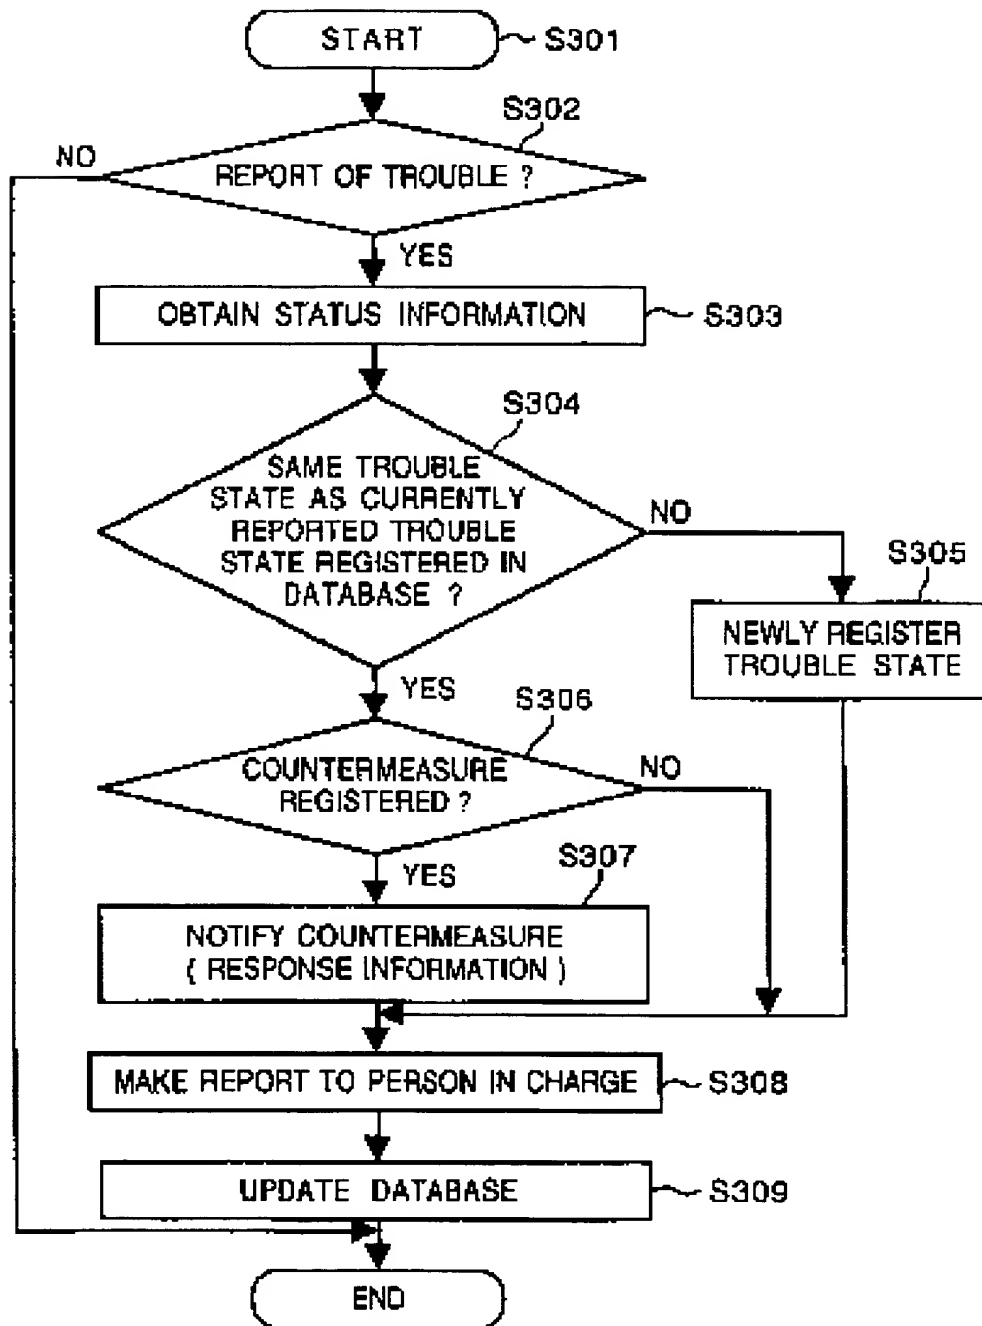 START
S301
S302
NO
REPORT OF TROUBLE ?
YES
OBTAIN STATUS INFORMATION
S303
S304
SAME TROUBLE
STATE AS CURRENTLY
REPORTED TROUBLE
STATE REGISTERED IN
DATABASE ?
NO
S305
NEWLY REGISTER
TROUBLE STATE
YES
S306
COUNTERMEASURE
REGISTERED ?
NO
YES
S307
NOTIFY COUNTERMEASURE
( RESPONSE INFORMATION )
MAKE REPORT TO PERSON IN CHARGE
S308
UPDATE DATABASE
S309
END